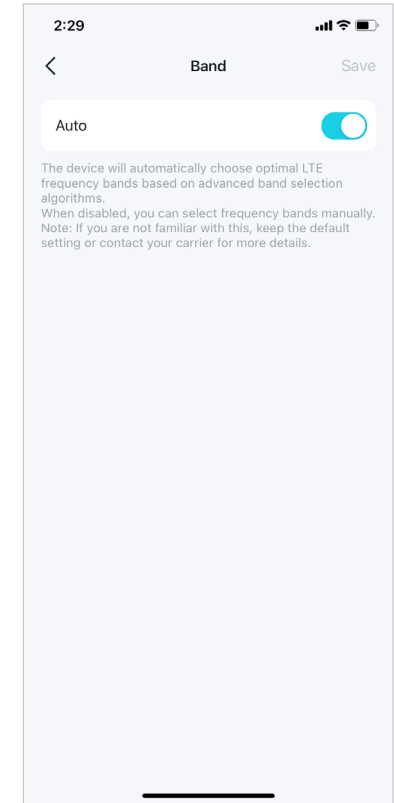 2:29
Band
Save
Auto
The device will automatically choose optimal LTE
frequency bands based on advanced band selection
algorithms.
When disabled, you can select frequency bands manually.
Note: If you are not familiar with this, keep the default
setting or contact your carrier for more details.